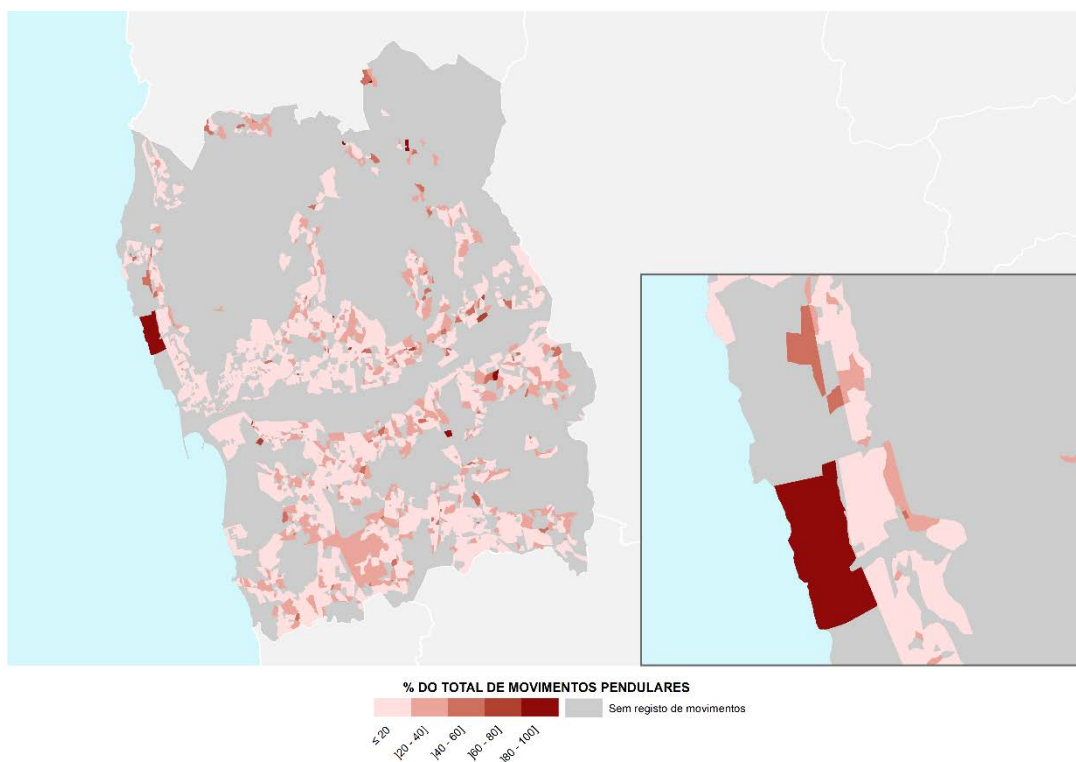 % DO TOTAL DE MOVIMENTOS PENDULARES
≤ 20
]20 - 40]
]40 - 60]
]60 - 80]
]80 - 100]
Sem registo de movimentos